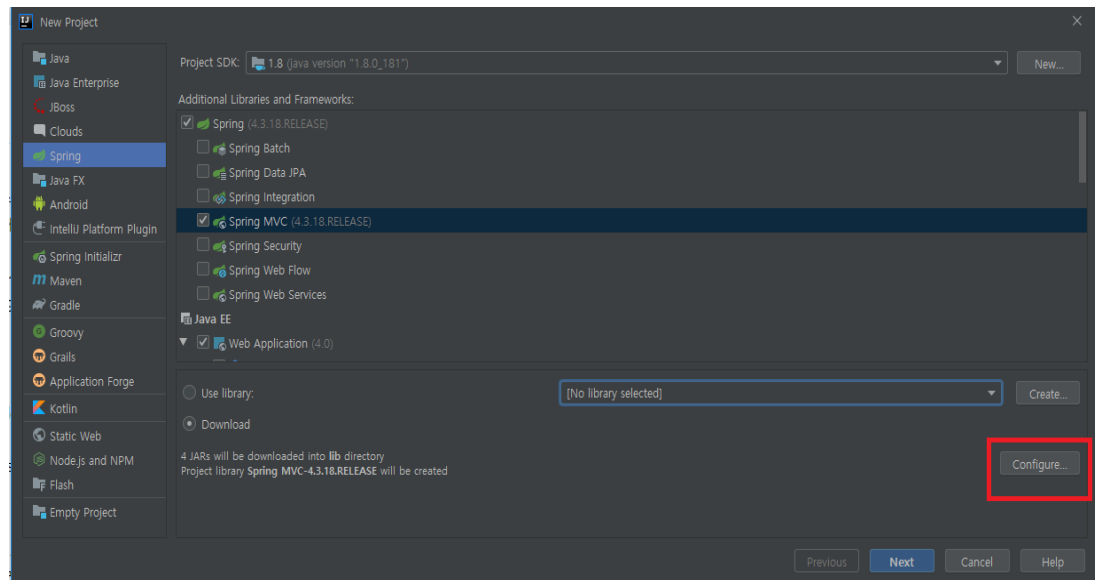 New Project
Java
Java Enterprise
JBoss
Clouds
Spring
Java FX
Android
IntelliJ Platform Plugin
Spring Initializr
Maven
Gradle
Groovy
Grails
Application Forge
Kotlin
Static Web
Node.js and NPM
Flash
Empty Project
Project SDK: 1.8 (java version "1.8.0_181") New...
Additional Libraries and Frameworks:
Spring (4.3.18.RELEASE)
Spring Batch
Spring Data JPA
Spring Integration
Spring MVC (4.3.18.RELEASE)
Spring Security
Spring Web Flow
Spring Web Services
Java EE
Web Application (4.0)
Use library: [No library selected] Create...
Download
4 JARs will be downloaded into lib directory
Project library Spring MVC-4.3.18.RELEASE will be created
Configure...
Previous Next Cancel Help